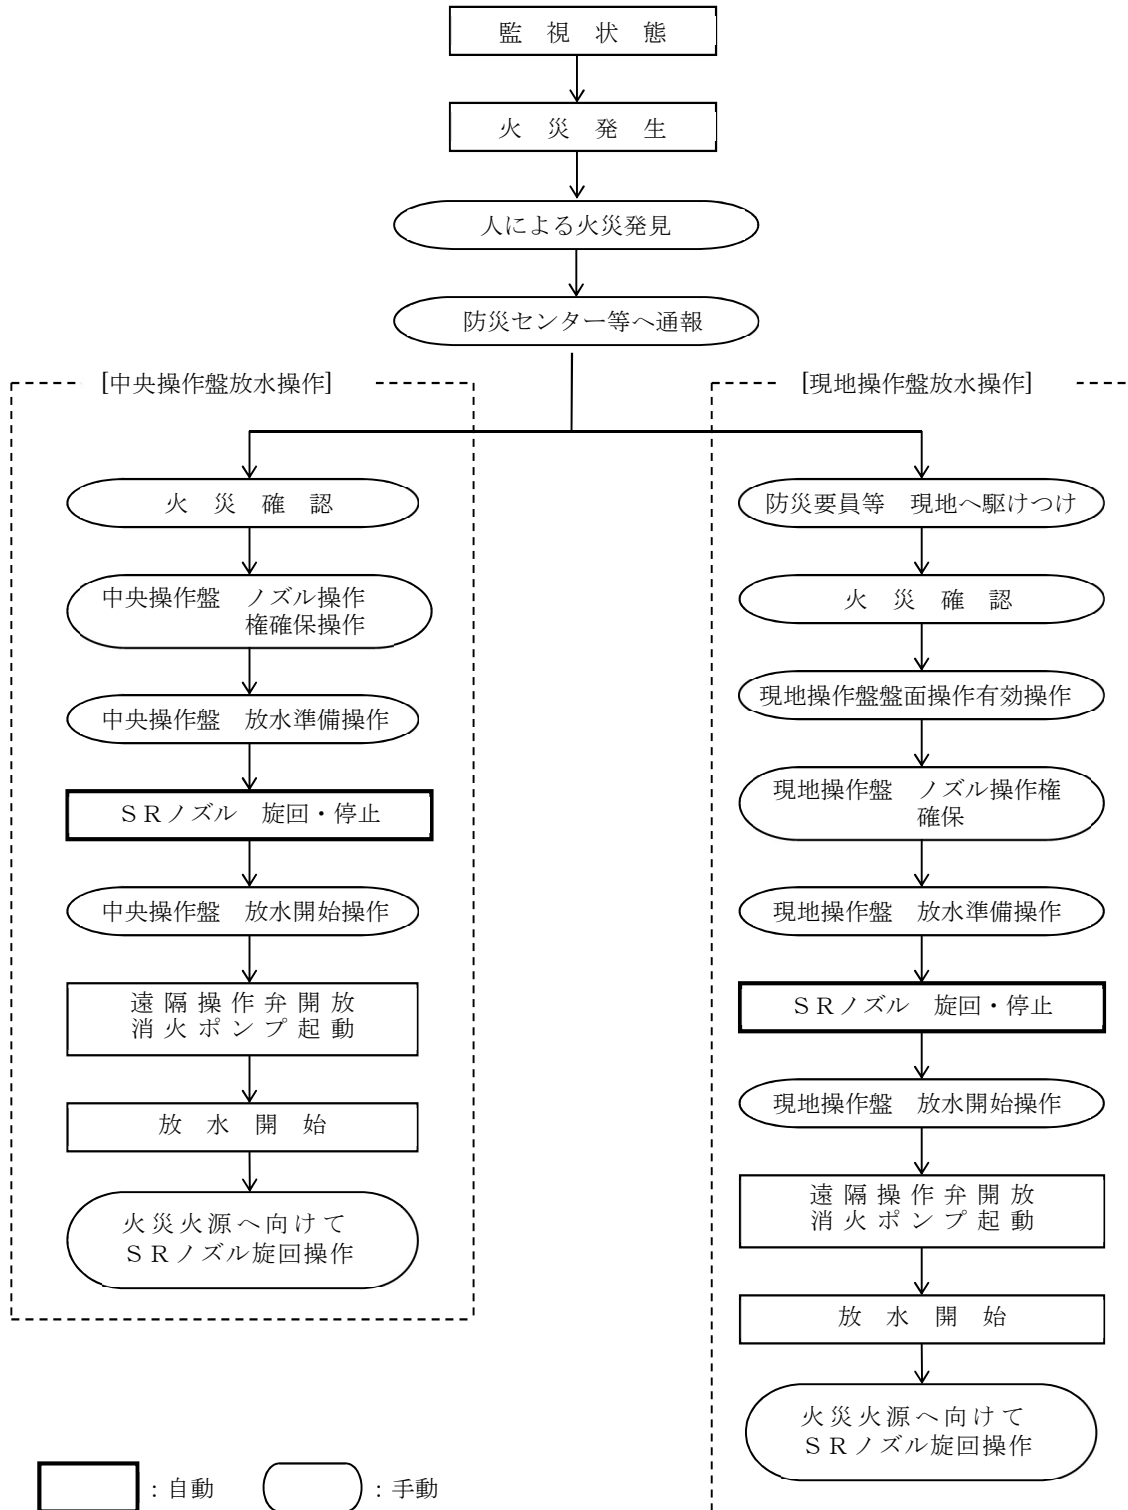 監　視　状　態
火　災　発　生
人による火災発見
防災センター等へ通報
[中央操作盤放水操作]
火　災　確　認
中央操作盤　ノズル操作
権確保操作
中央操作盤　放水準備操作
ＳＲノズル　旋回・停止
中央操作盤　放水開始操作
遠隔操作弁開放
消火ポンプ起動
放　水　開　始
火災火源へ向けて
ＳＲノズル旋回操作
[現地操作盤放水操作]
防災要員等　現地へ駆けつけ
火　災　確　認
現地操作盤盤面操作有効操作
現地操作盤　ノズル操作権
確保
現地操作盤　放水準備操作
ＳＲノズル　旋回・停止
現地操作盤　放水開始操作
遠隔操作弁開放
消火ポンプ起動
放　水　開　始
火災火源へ向けて
ＳＲノズル旋回操作
：自動
：手動